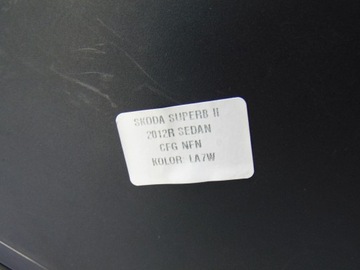 SKODA SUPERB II
2012R SEDAN
CFG NFN
KOLOR: LA7W